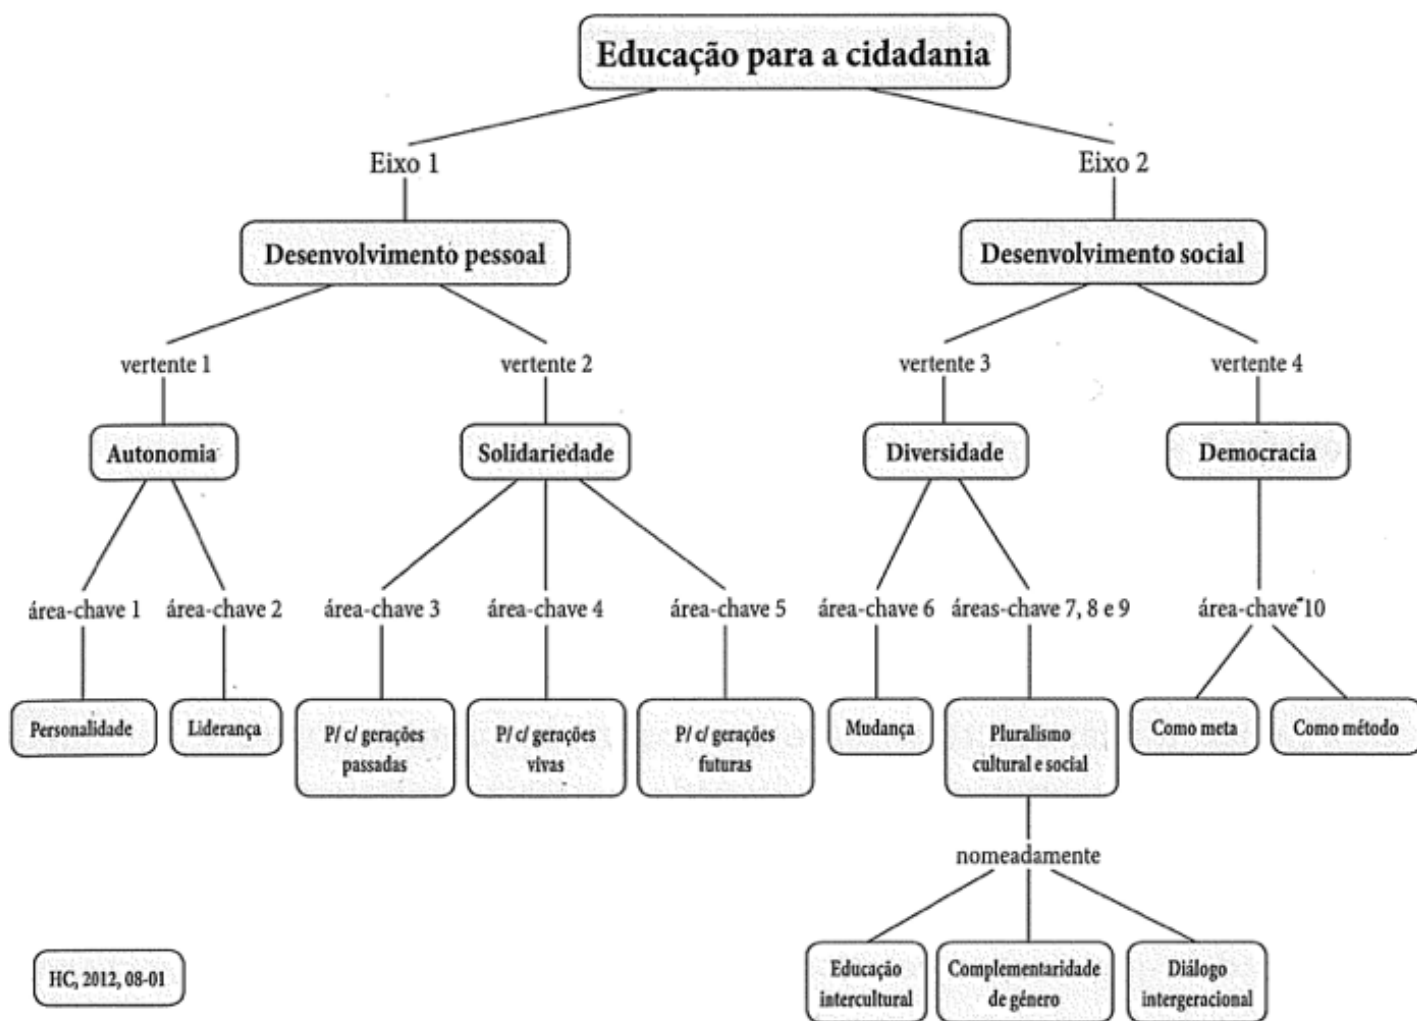 Educação para a cidadania
Eixo 1
Eixo 2
Desenvolvimento pessoal
Desenvolvimento social
vertente 1
vertente 2
vertente 3
vertente 4
Autonomia
Solidariedade
Diversidade
Democracia
área-chave 1
área-chave 2
área-chave 3
área-chave 4
área-chave 5
área-chave 6
áreas-chave 7, 8 e 9
área-chave 10
Personalidade
Liderança
P/ c/ gerações
passadas
P/ c/ gerações
vivas
P/ c/ gerações
futuras
Mudança
Pluralismo
cultural e social
Como meta
Como método
nomeadamente
Educação
intercultural
Complementaridade
de género
Diálogo
intergeracional
HC, 2012, 08-01